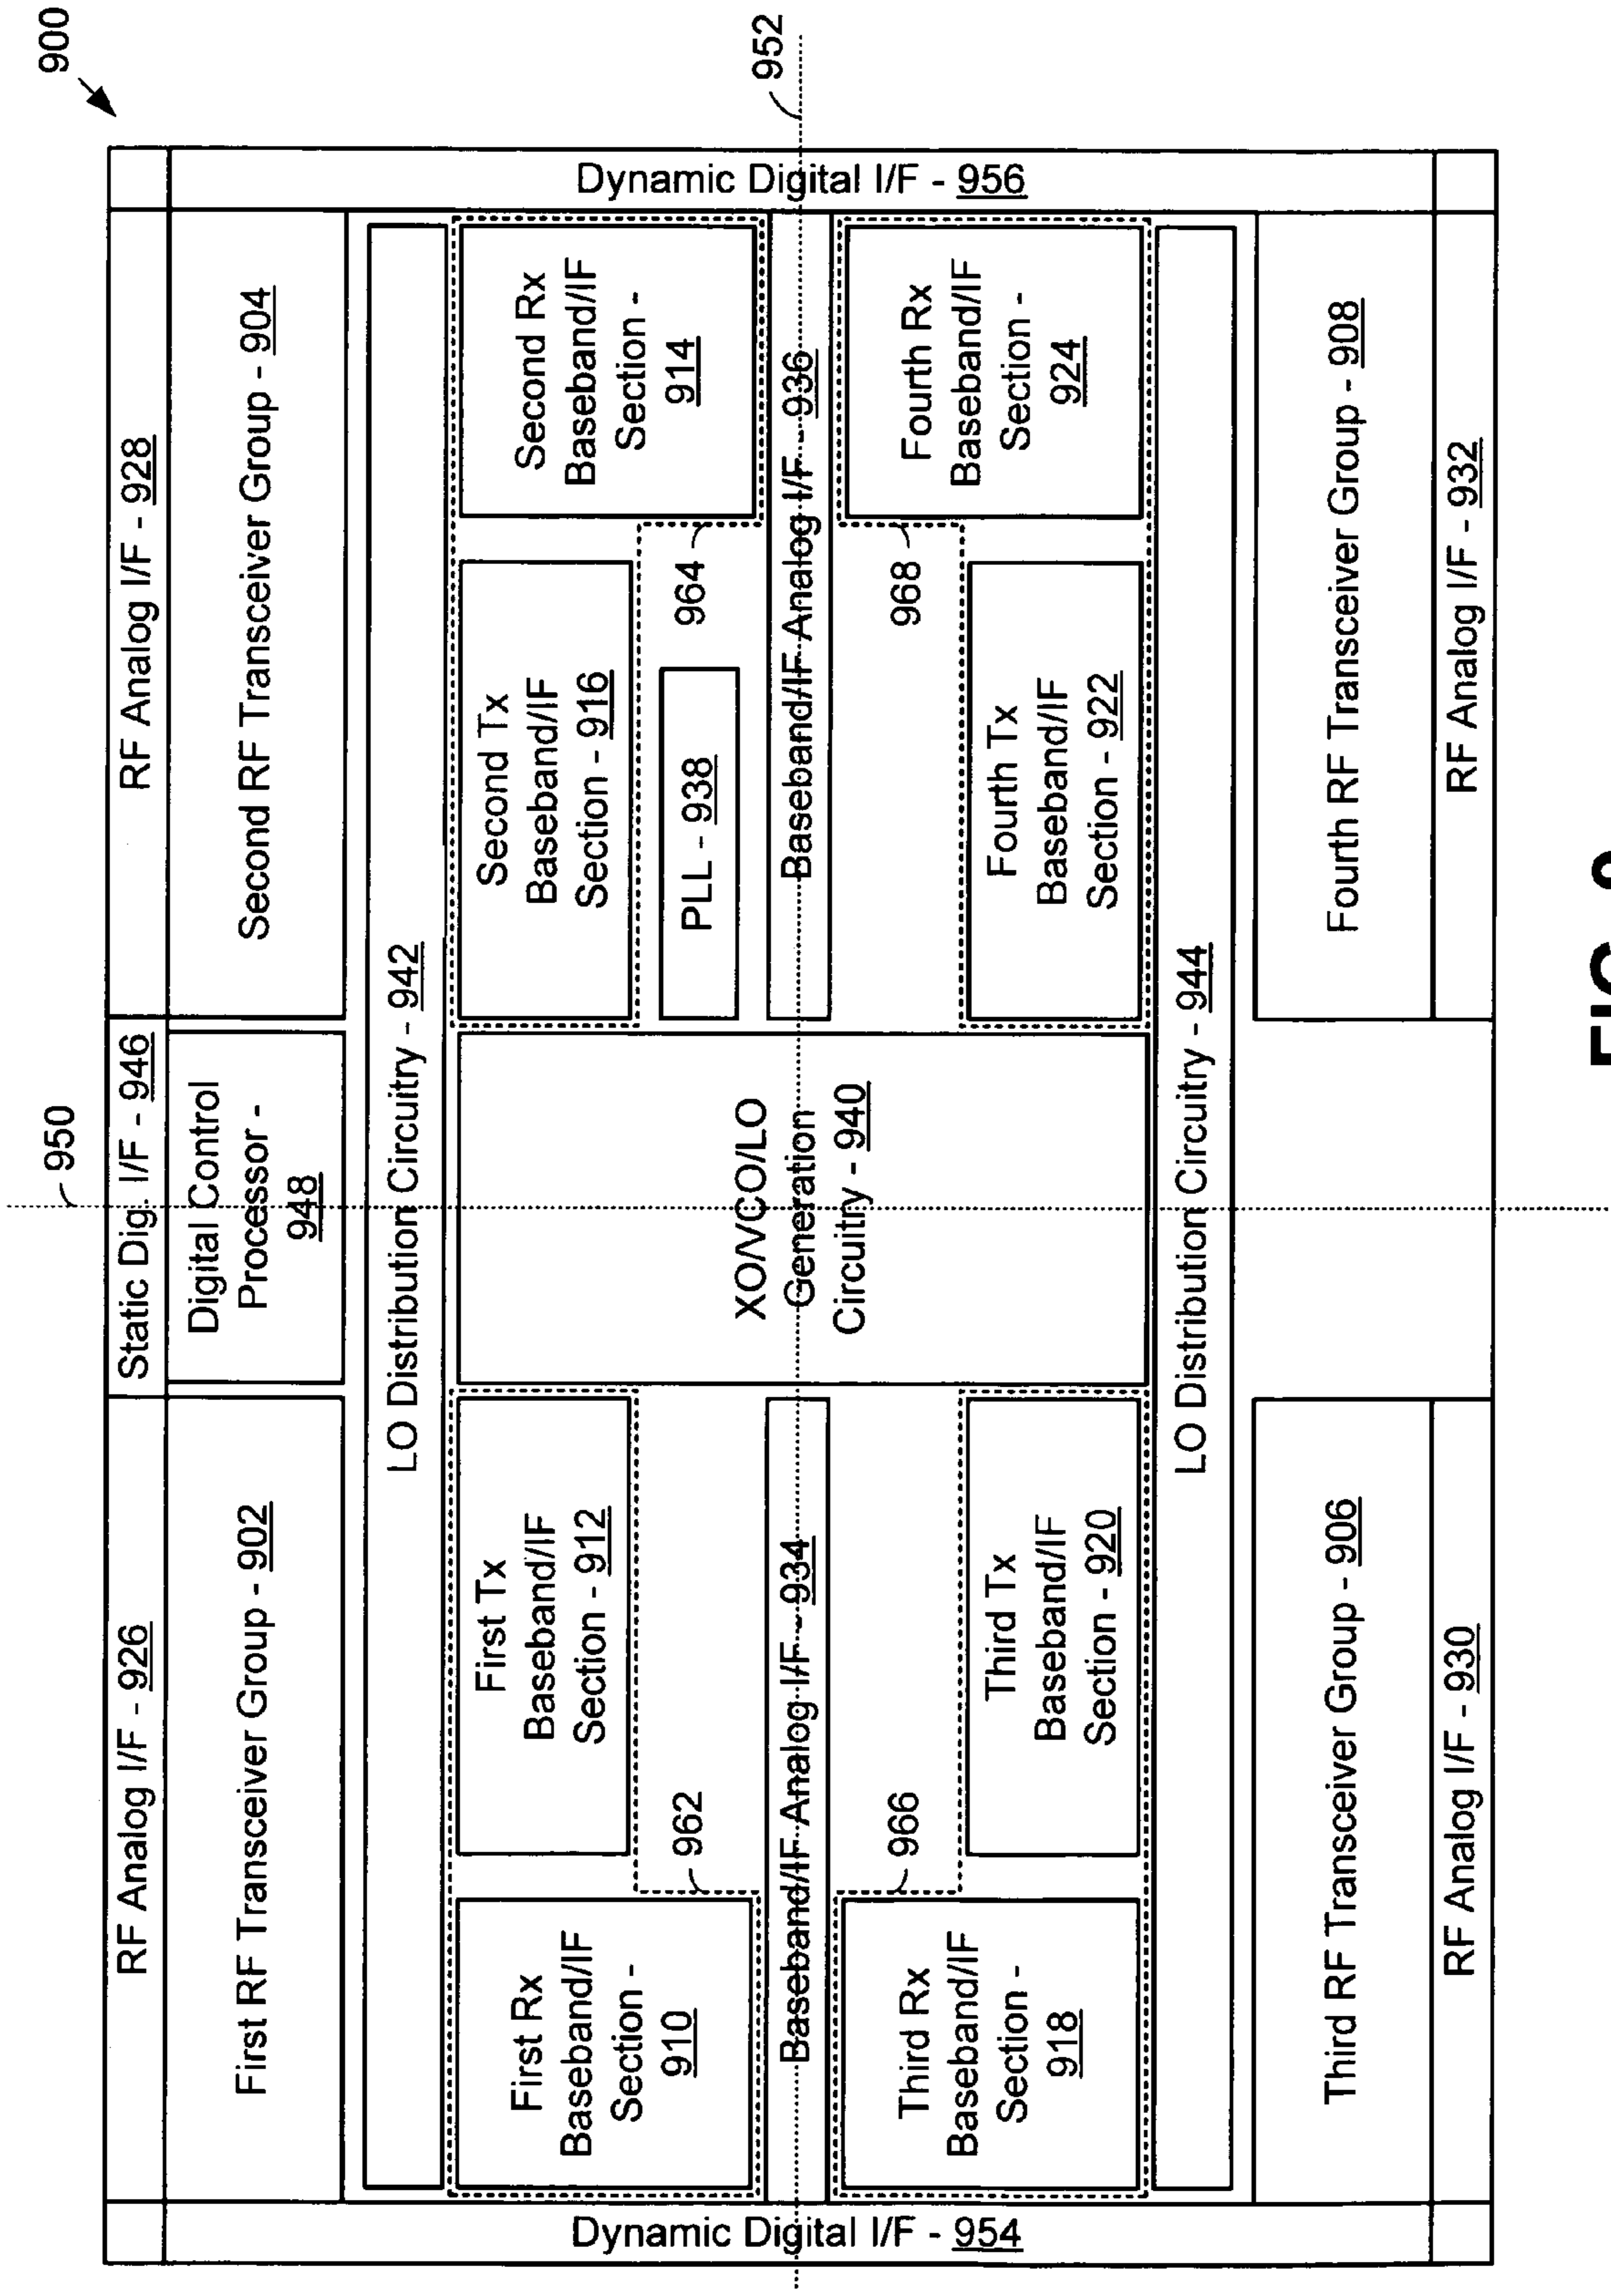 900
950
952
RF Analog I/F - 926
Static Dig. I/F - 946
RF Analog I/F - 928
First RF Transceiver Group - 902
Digital Control
Processor -
948
Second RF Transceiver Group - 904
LO Distribution Circuitry - 942
First Rx
Baseband/IF
Section -
910
First Tx
Baseband/IF
Section - 912
962
XO/VCO/LO
Generation
Circuitry - 940
Second Tx
Baseband/IF
Section - 916
PLL - 938
964
Second Rx
Baseband/IF
Section -
914
Dynamic Digital I/F - 954
Baseband/IF Analog I/F - 934
Baseband/IF Analog I/F - 936
Dynamic Digital I/F - 956
Third Rx
Baseband/IF
Section -
918
966
Third Tx
Baseband/IF
Section - 920
Fourth Tx
Baseband/IF
Section - 922
968
Fourth Rx
Baseband/IF
Section -
924
LO Distribution Circuitry - 944
Third RF Transceiver Group - 906
Fourth RF Transceiver Group - 908
RF Analog I/F - 930
RF Analog I/F - 932